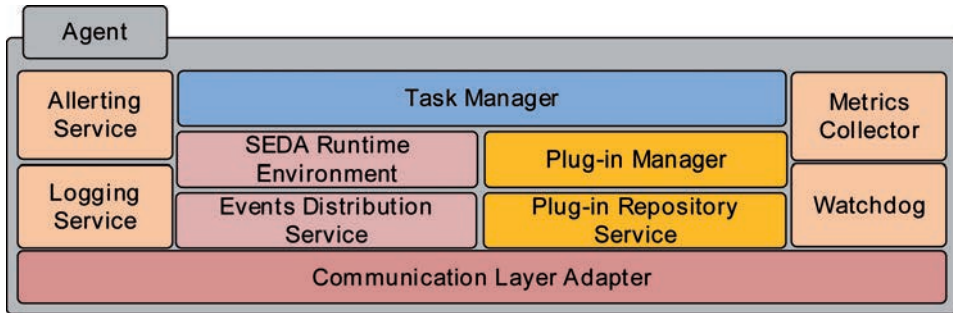 Agent
Allerting
Service
Task Manager
Metrics
Collector
SEDA Runtime
Environment
Plug-in Manager
Logging
Service
Events Distribution
Service
Plug-in Repository
Service
Watchdog
Communication Layer Adapter